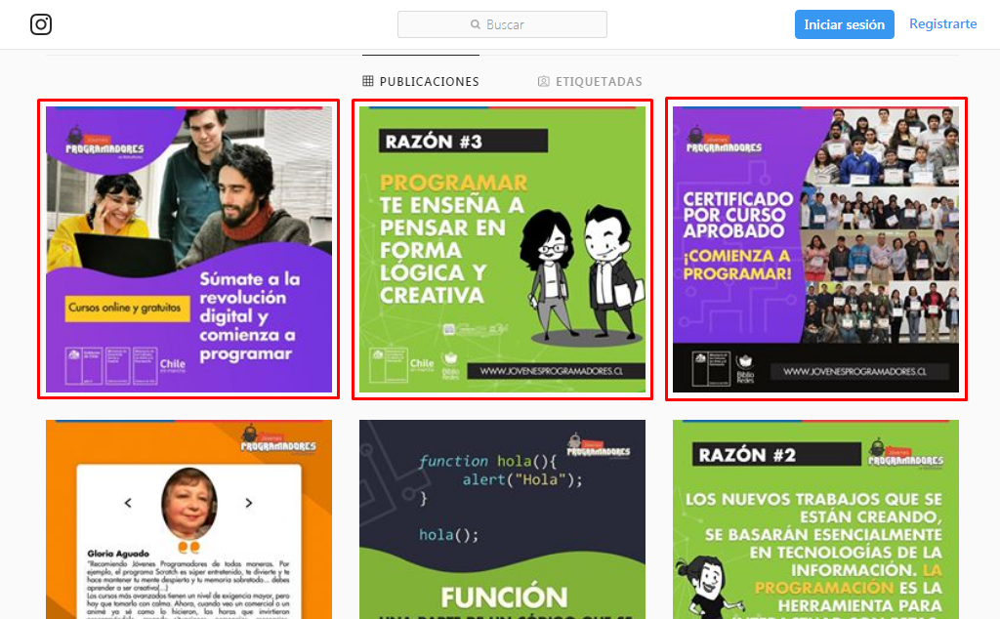 Buscar
Iniciar sesión
Registrarte
PUBLICACIONES
ETIQUETADAS
Jóvenes
PROGRAMADORES
Cursos online y gratuitos
Súmate a la
revolución
digital y
comienza a
programar
Chile
en marcha
RAZÓN #3
PROGRAMAR
TE ENSEÑA A
PENSAR EN
FORMA
LÓGICA Y
CREATIVA
Chile
en marcha
Biblio
Redes
WWW.JOVENESPROGRAMADORES.CL
Jóvenes
PROGRAMADORES
CERTIFICADO
POR CURSO
APROBADO
¡COMIENZA A
PROGRAMAR!
Biblio
Redes
WWW.JOVENESPROGRAMADORES.CL
Jóvenes
PROGRAMADORES
Gloria Aguado
"Recomiendo Jóvenes Programadores de todas maneras. Por
ejemplo, el programa Scratch es súper entretenido, te divierte y te
hace mantener tu mente despierta y tu memoria sobretodo... debes
aprender a ser creativo(...)
Los cursos más avanzados tienen un nivel de exigencia mayor, pero
hay que tomarlo con calma. Ahora, cuando veo un comercial o un
animé yo sé como lo hicieron, las horas que invirtieron
Jóvenes
PROGRAMADORES
function hola(){
alert("Hola");
}
hola();
FUNCIÓN
UNA PARTE DE UN CÓDIGO QUE SE
RAZÓN #2
Jóvenes
PROGRAMADORES
LOS NUEVOS TRABAJOS QUE SE
ESTÁN CREANDO,
SE BASARÁN ESENCIALMENTE
EN TECNOLOGÍAS DE LA
INFORMACIÓN. LA
PROGRAMACIÓN ES LA
HERRAMIENTA PARA